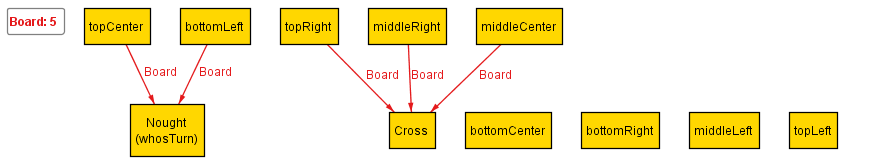 Board: 5
topCenter
bottomLeft
topRight
middleRight
middleCenter
Board
Board
Board
Board
Board
Nought
(whosTurn)
Cross
bottomCenter
bottomRight
middleLeft
topLeft